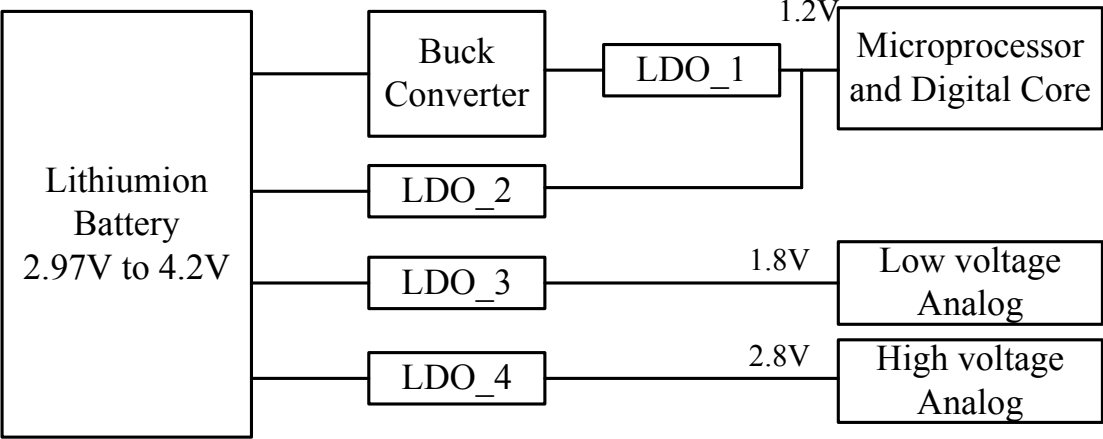 Lithiumion
Battery
2.97V to 4.2V
Buck
Converter
LDO_1
1.2V
Microprocessor
and Digital Core
LDO_2
LDO_3
1.8V
Low voltage
Analog
LDO_4
2.8V
High voltage
Analog